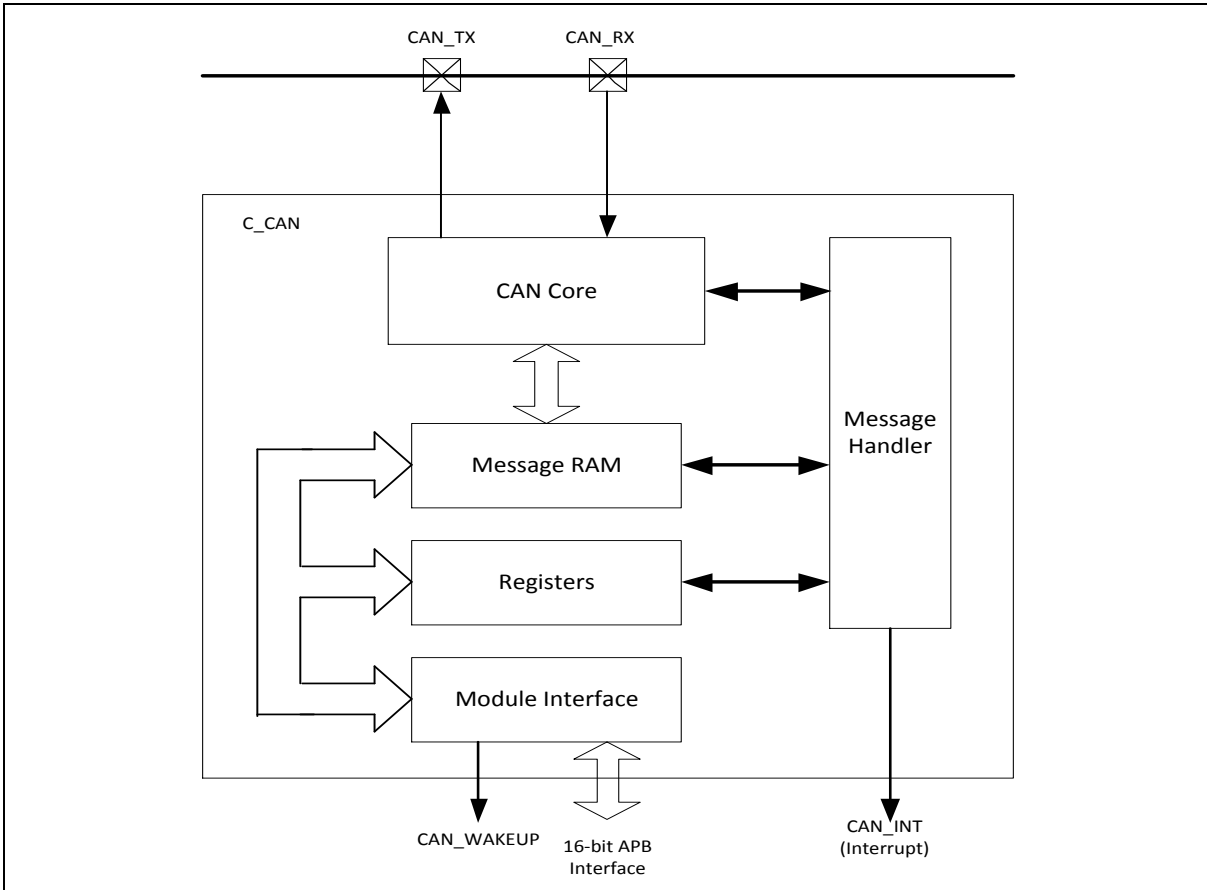 CAN_TX
CAN_RX
C_CAN
CAN Core
Message
Handler
Message RAM
Registers
Module Interface
CAN_WAKEUP
16-bit APB
Interface
CAN_INT
(Interrupt)